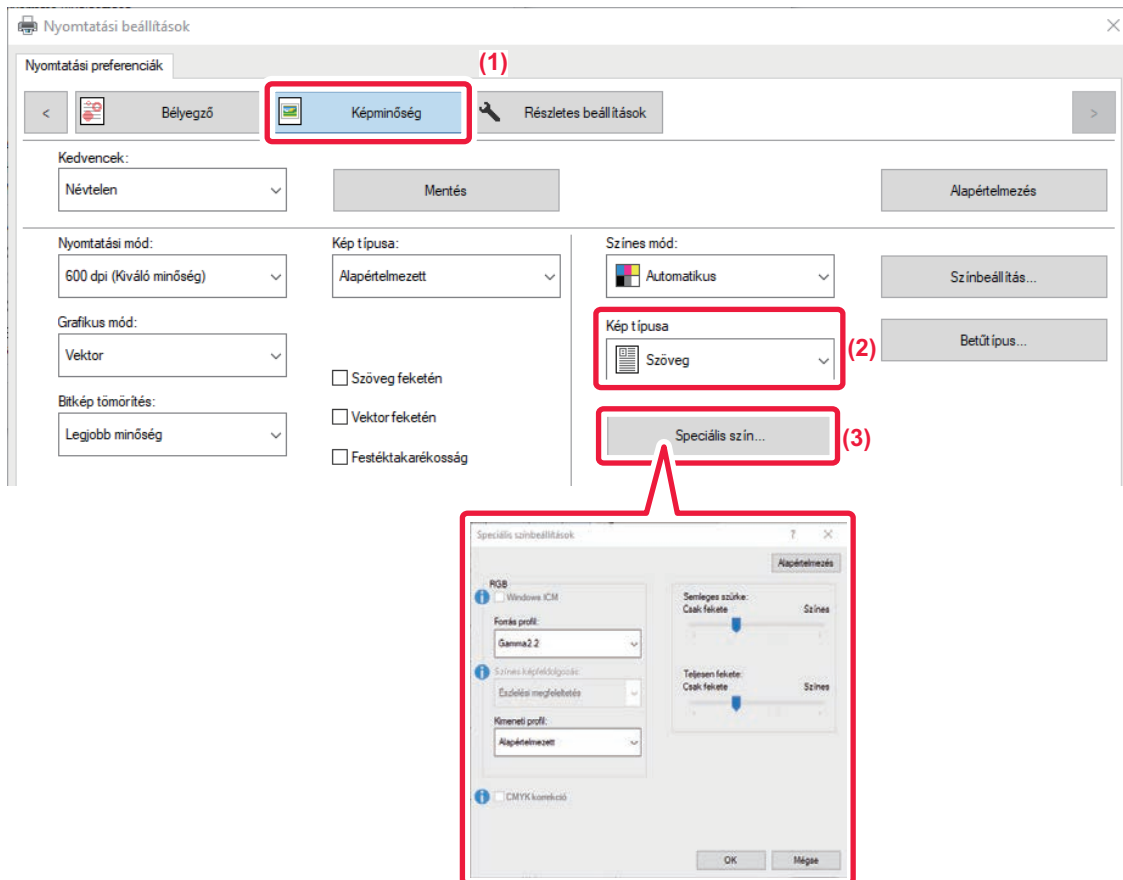 Nyomtatási beállítások
Nyomtatási preferenciák
(1)
<
Bélyegző
Képminőség
Részletes beállítások
>
Kedvencek:
Névtelen
Mentés
Alapértelmezés
Nyomtatási mód:
Kép típusa:
Színes mód:
600 dpi (Kiváló minőség)
Alapértelmezett
Automatikus
Színbeállítás...
Grafikus mód:
Kép típusa
Vektor
Szöveg
(2)
Betűtípus...
Szöveg feketén
Bitkép tömörítés:
Vektor feketén
Legjobb minőség
Speciális szín...
(3)
Festéktakarékosság
Speciális színbeállítások
?
Alapértelmezés
RGB
Windows ICM
Semleges szürke:
Csak fekete
Színes
Forrás profil:
Gamma2.2
Színes képfeldolgozás:
Teljesen fekete:
Észlelési megfeleltetés
Csak fekete
Színes
Kimeneti profil:
Alapértelmezett
CMYK korrekció
OK
Mégse